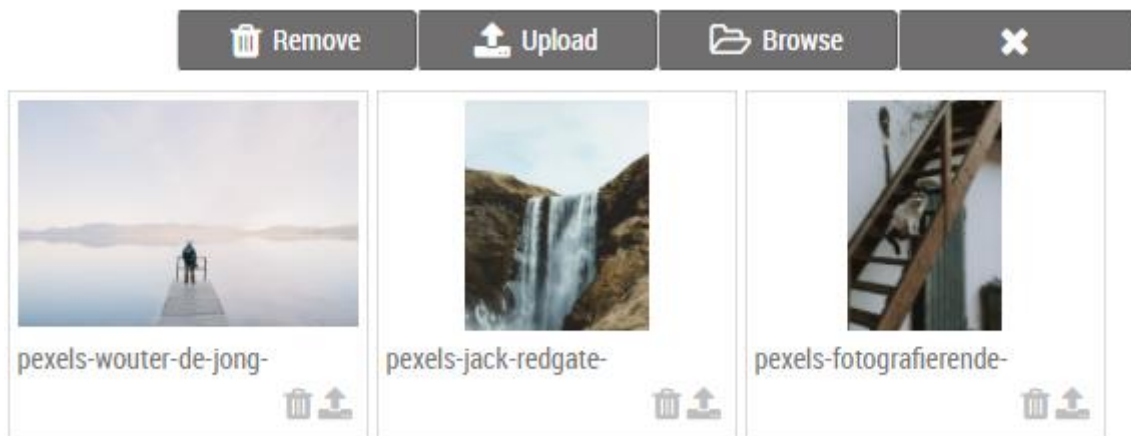 Remove
Upload
Browse
pexels-wouter-de-jong-
pexels-jack-redgate-
pexels-fotografierende-